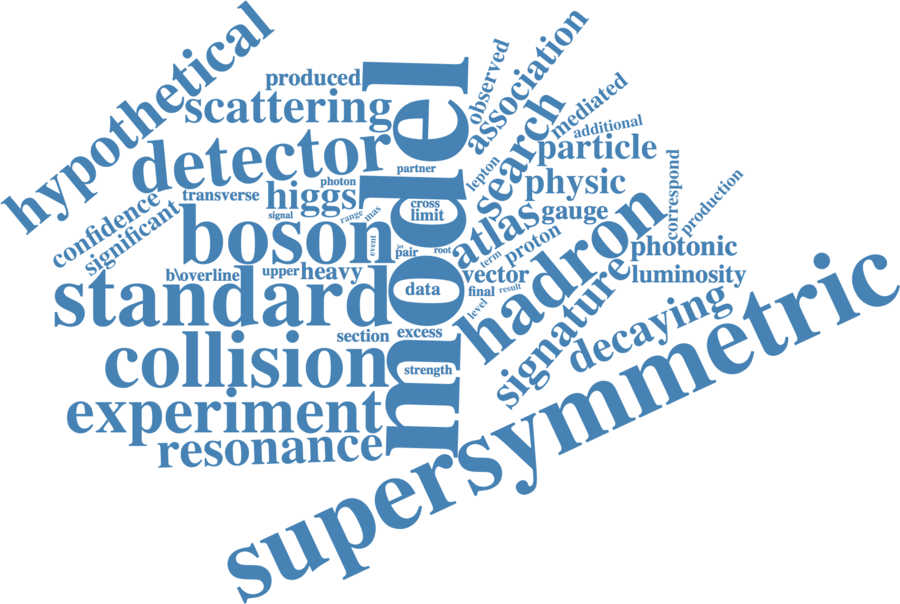 hypothetical
produced
scattering
detector
model
observed
association
search
mediated
additional
particle
partner
lepton
physic
photon
transverse
higgs
signal
range
mas
cross
limit
atlas
gauge
hadron
correspond
production
confidence
significant
boson
event
jet
pair
root
term
proton
photonic
b\overline
upper
heavy
vector
final
result
luminosity
standard
data
level
signature
decaying
section
excess
collision
strength
experiment
resonance
supersymmetric